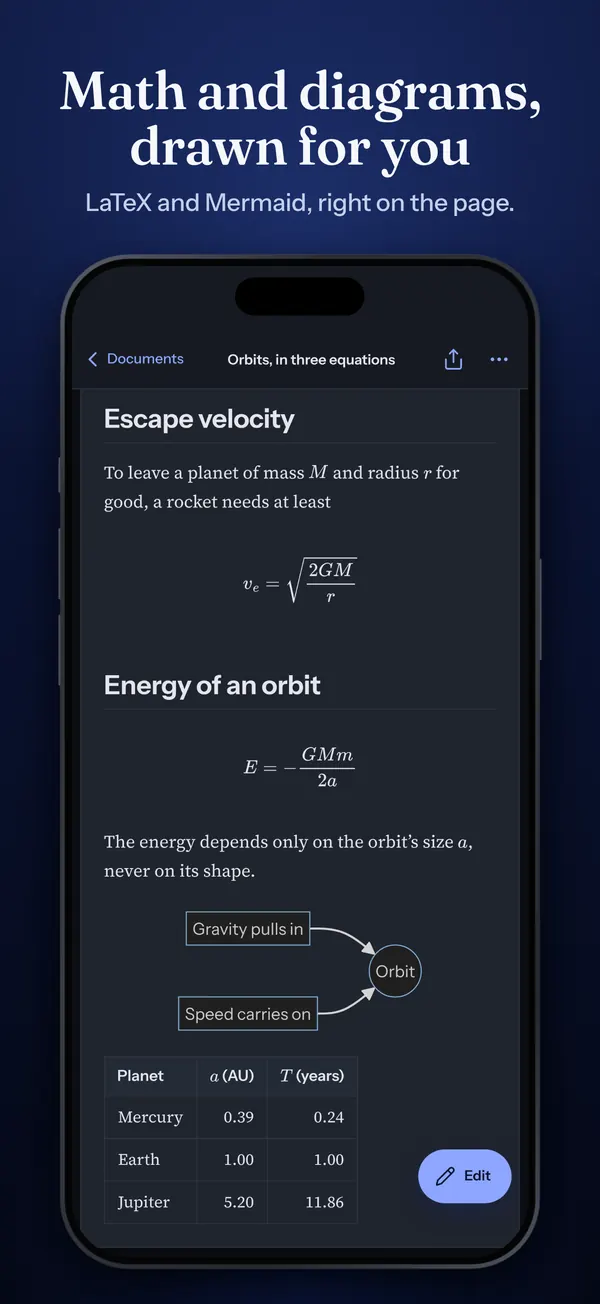 Math and diagrams,
drawn for you
LaTeX and Mermaid, right on the page.
Documents
Orbits, in three equations
Escape velocity
To leave a planet of mass M and radius r for
good, a rocket needs at least
vₑ = √(2GM/r)
Energy of an orbit
E = −GMm/2a
The energy depends only on the orbit’s size a,
never on its shape.
Gravity pulls in
Orbit
Speed carries on
Planet a (AU) T (years)
Mercury 0.39 0.24
Earth 1.00 1.00
Jupiter 5.20 11.86
Edit